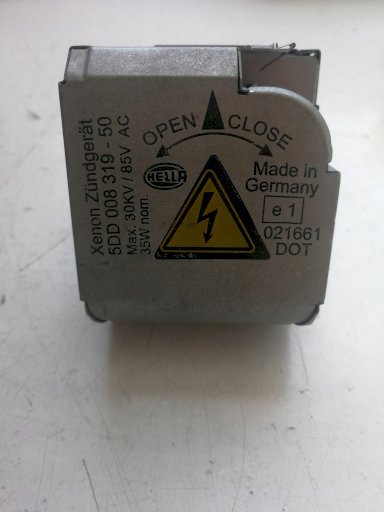 Xenon Zündgerät
5DD 008 319 - 50
Max. 30KV / 85V AC
35W nom.
OPEN CLOSE
HELLA
Made in
Germany
e 1
021661
DOT